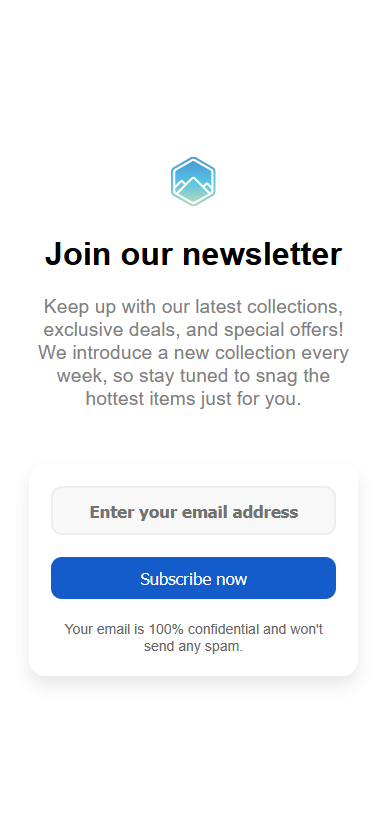 Join our newsletter
Keep up with our latest collections,
exclusive deals, and special offers!
We introduce a new collection every
week, so stay tuned to snag the
hottest items just for you.
Enter your email address
Subscribe now
Your email is 100% confidential and won't
send any spam.